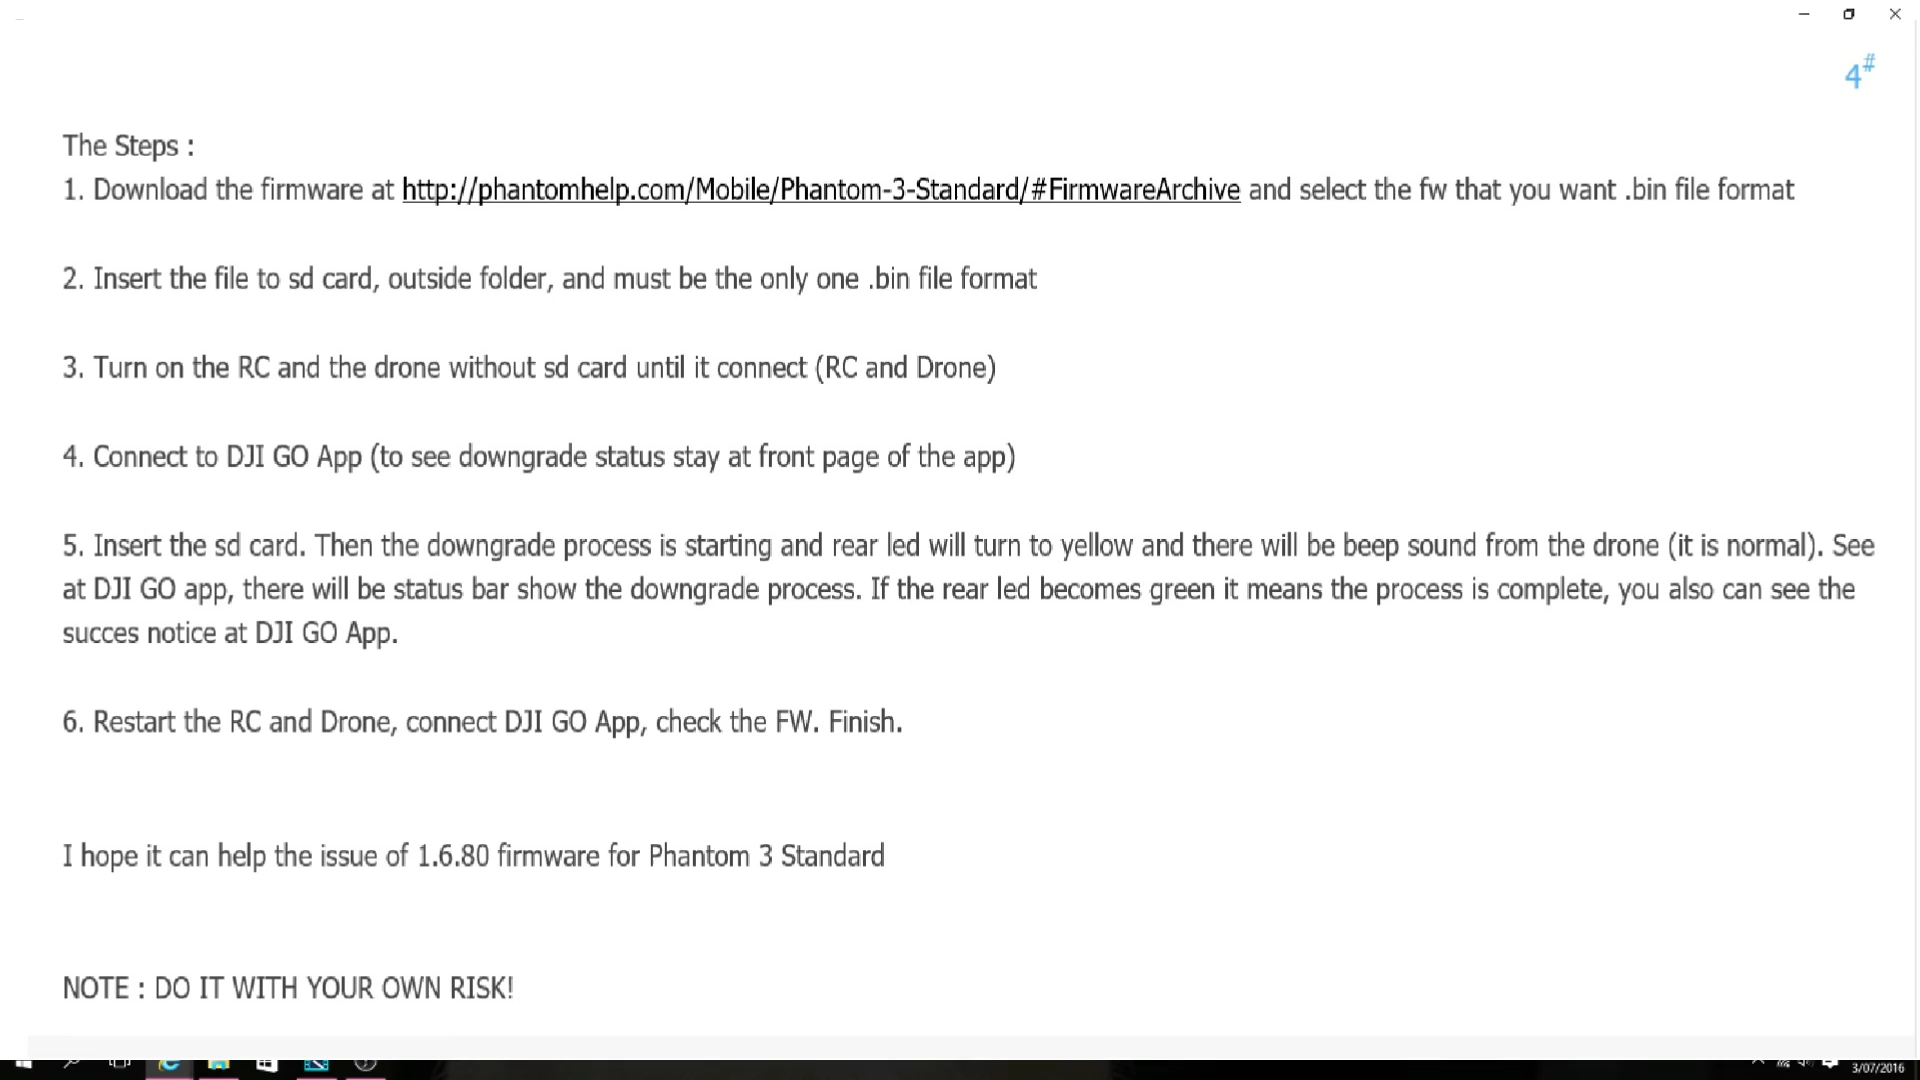 4#
The Steps :
1. Download the firmware at http://phantomhelp.com/Mobile/Phantom-3-Standard/#FirmwareArchive and select the fw that you want .bin file format
2. Insert the file to sd card, outside folder, and must be the only one .bin file format
3. Turn on the RC and the drone without sd card until it connect (RC and Drone)
4. Connect to DJI GO App (to see downgrade status stay at front page of the app)
5. Insert the sd card. Then the downgrade process is starting and rear led will turn to yellow and there will be beep sound from the drone (it is normal). See
at DJI GO app, there will be status bar show the downgrade process. If the rear led becomes green it means the process is complete, you also can see the
succes notice at DJI GO App.
6. Restart the RC and Drone, connect DJI GO App, check the FW. Finish.
I hope it can help the issue of 1.6.80 firmware for Phantom 3 Standard
NOTE : DO IT WITH YOUR OWN RISK!
3/07/2016